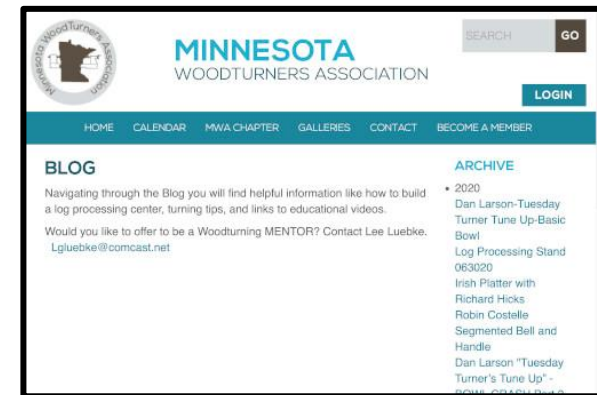 Minnesota WoodTurners Association
MINNESOTA
WOODTURNERS ASSOCIATION
SEARCH
GO
LOGIN
HOME CALENDAR MWA CHAPTER GALLERIES CONTACT BECOME A MEMBER
BLOG
Navigating through the Blog you will find helpful information like how to build
a log processing center, turning tips, and links to educational videos.
Would you like to offer to be a Woodturning MENTOR? Contact Lee Luebke.
Lgluebke@comcast.net
ARCHIVE
• 2020
Dan Larson-Tuesday
Turner Tune Up-Basic
Bowl
Log Processing Stand
063020
Irish Platter with
Richard Hicks
Robin Costelle
Segmented Bell and
Handle
Dan Larson "Tuesday
Turner's Tune Up" -
BOWL CRASH Part 2